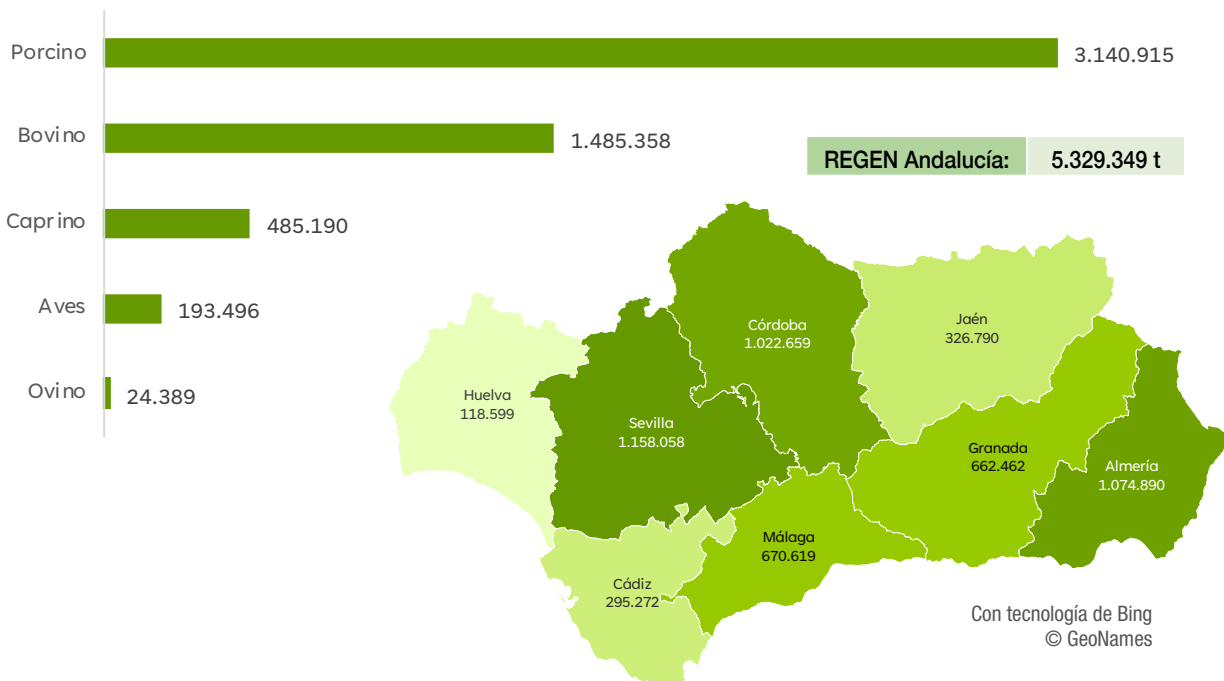 Porcino
3.140.915
Bovino
1.485.358
REGEN Andalucía: 5.329.349 t
Caprino
485.190
Aves
193.496
Ovino
24.389
Córdoba
1.022.659
Jaén
326.790
Huelva
118.599
Sevilla
1.158.058
Granada
662.462
Almería
1.074.890
Málaga
670.619
Cádiz
295.272
Con tecnología de Bing
© GeoNames